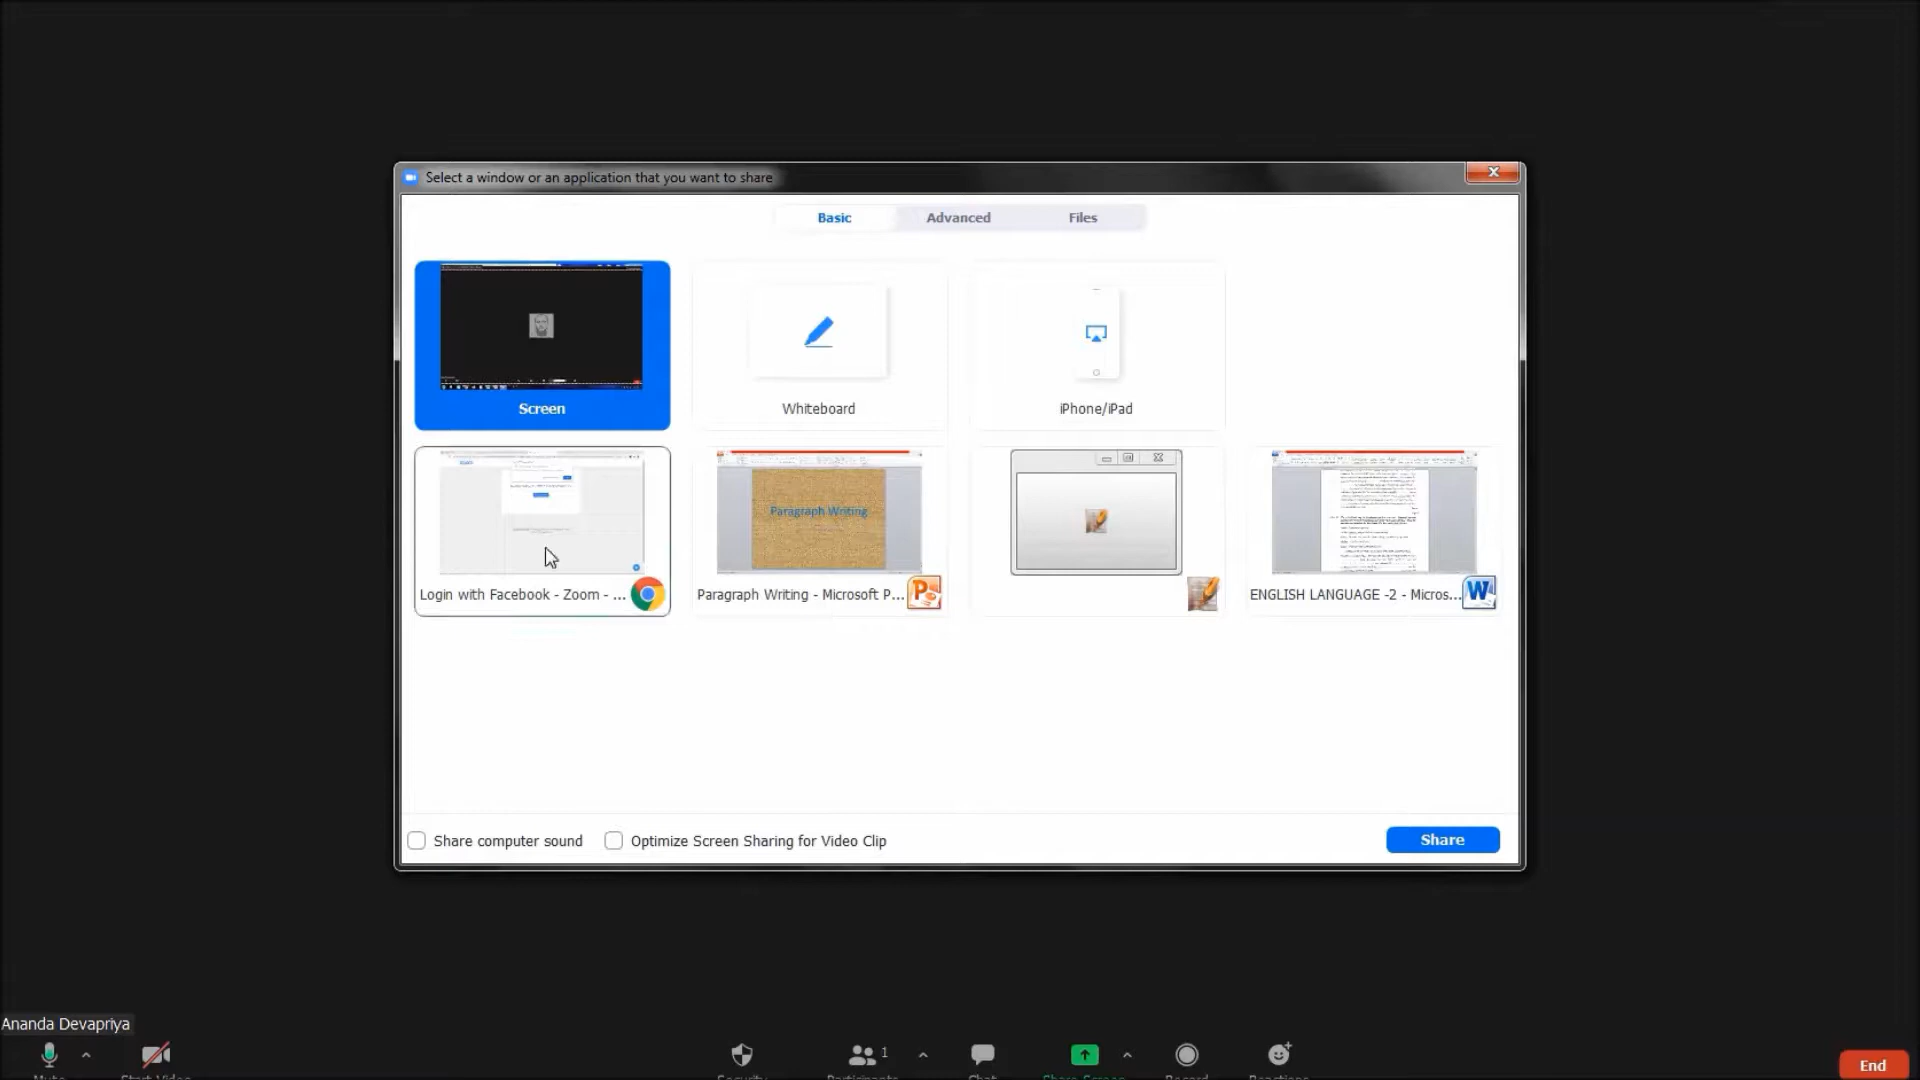 Select a window or an application that you want to share
Basic
Advanced
Files
Screen
Whiteboard
iPhone/iPad
Paragraph Writing
Login with Facebook - Zoom - ...
Paragraph Writing - Microsoft P...
ENGLISH LANGUAGE -2 - Micros...
Share computer sound
Optimize Screen Sharing for Video Clip
Share
Ananda Devapriya
1
End